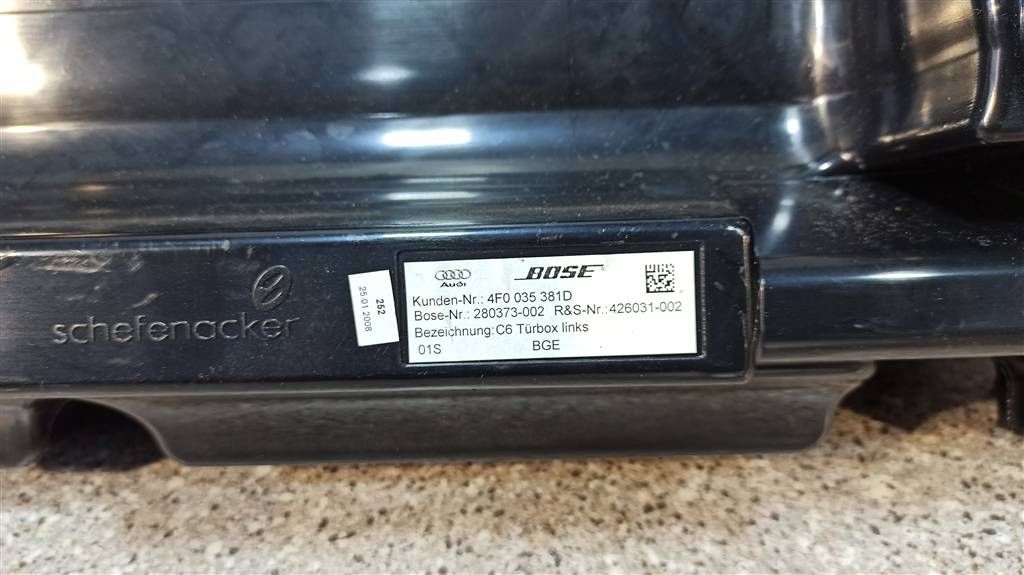 schefenacker
252
25.01.2008
Audi
BOSE
Kunden-Nr.: 4F0 035 381D
Bose-Nr.: 280373-002 R&S-Nr.:426031-002
Bezeichnung:C6 Türbox links
01S BGE